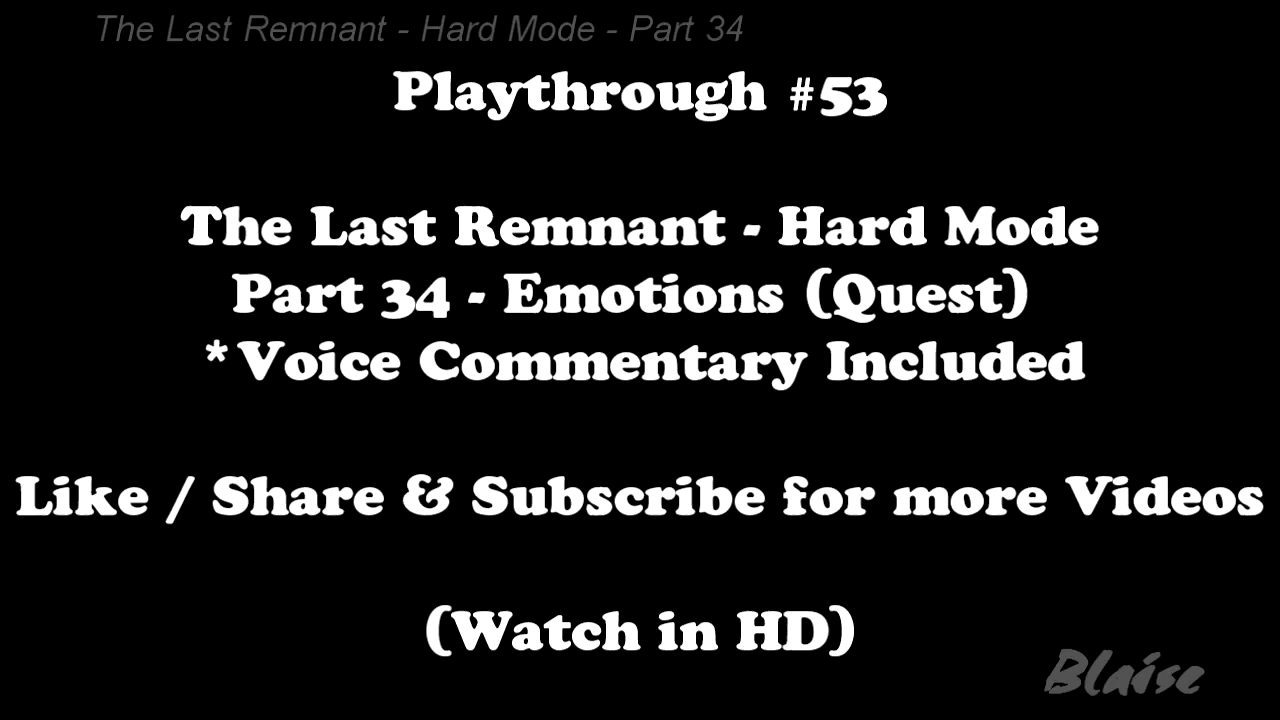 The Last Remnant - Hard Mode - Part 34
Playthrough #53
The Last Remnant - Hard Mode
Part 34 - Emotions (Quest)
*Voice Commentary Included
Like / Share & Subscribe for more Videos
(Watch in HD)
Blaise